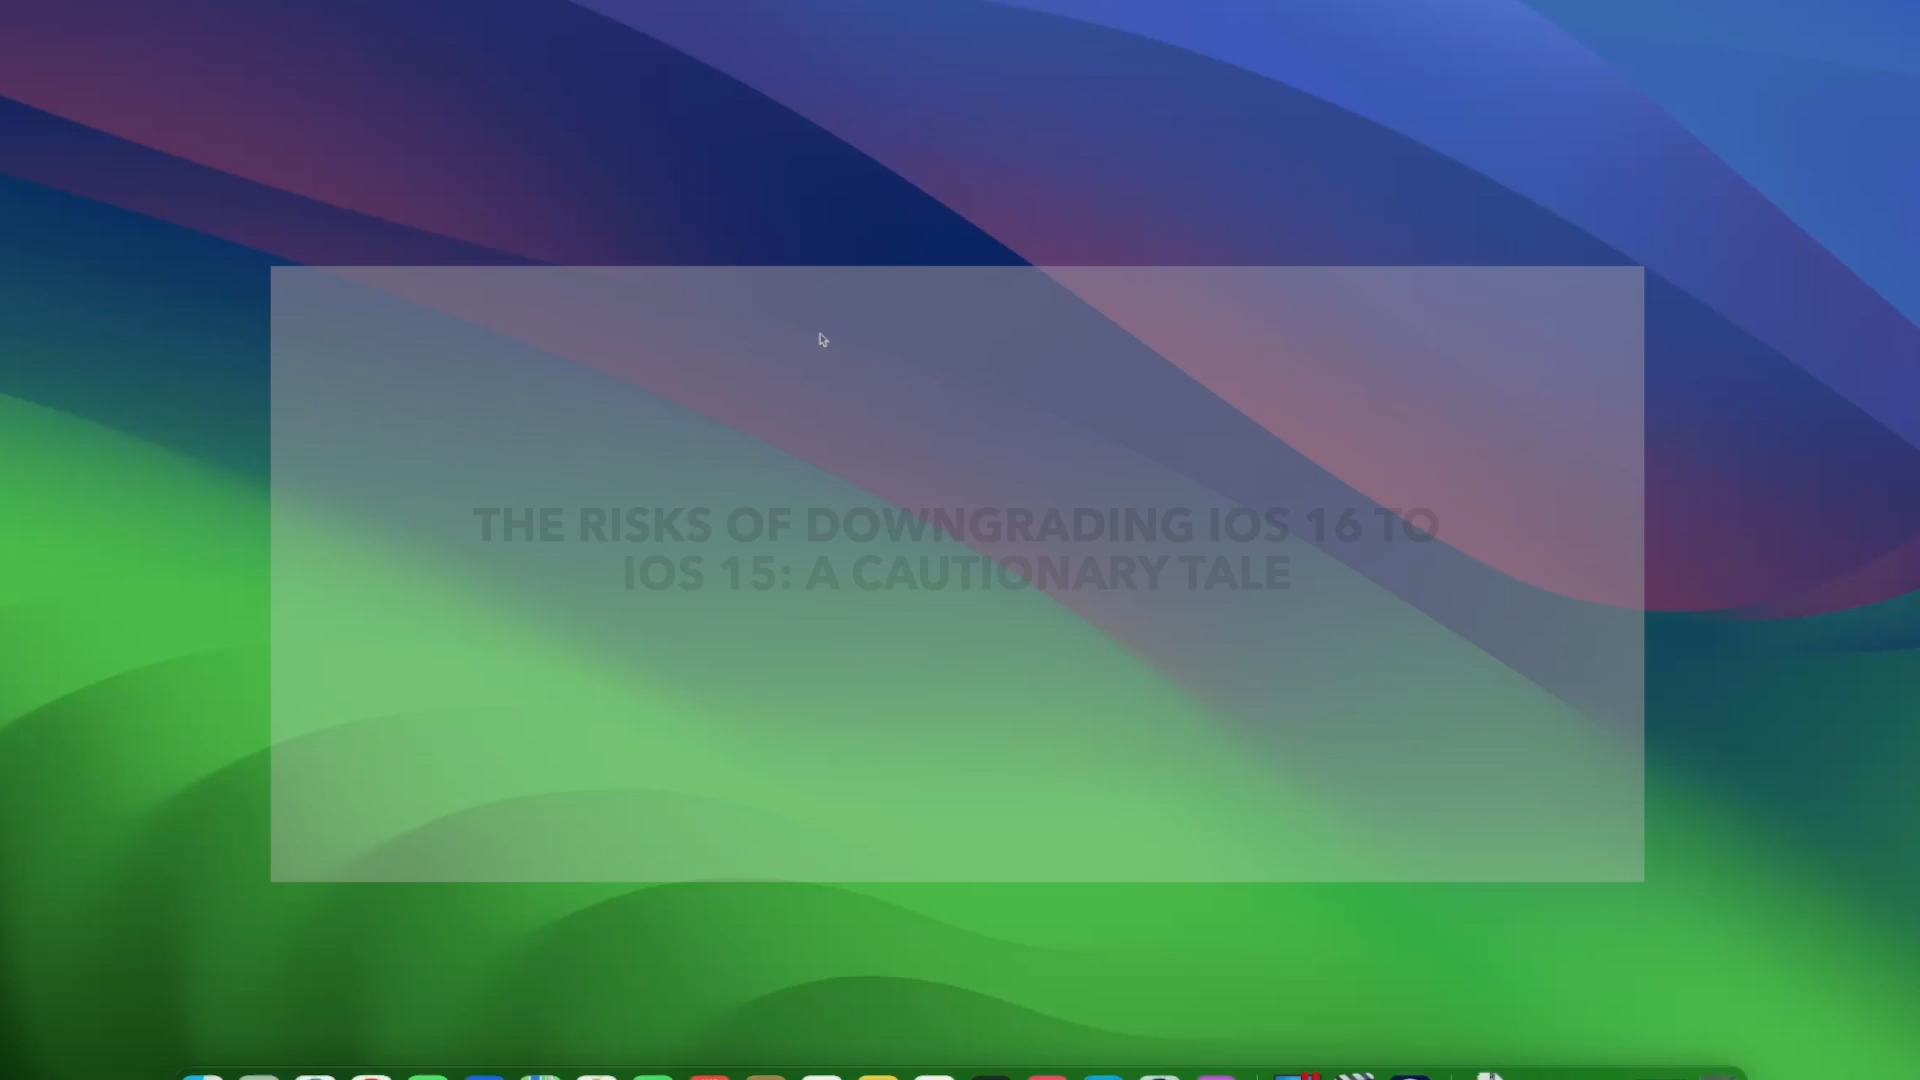 THE RISKS OF DOWNGRADING IOS 16 TO
IOS 15: A CAUTIONARY TALE